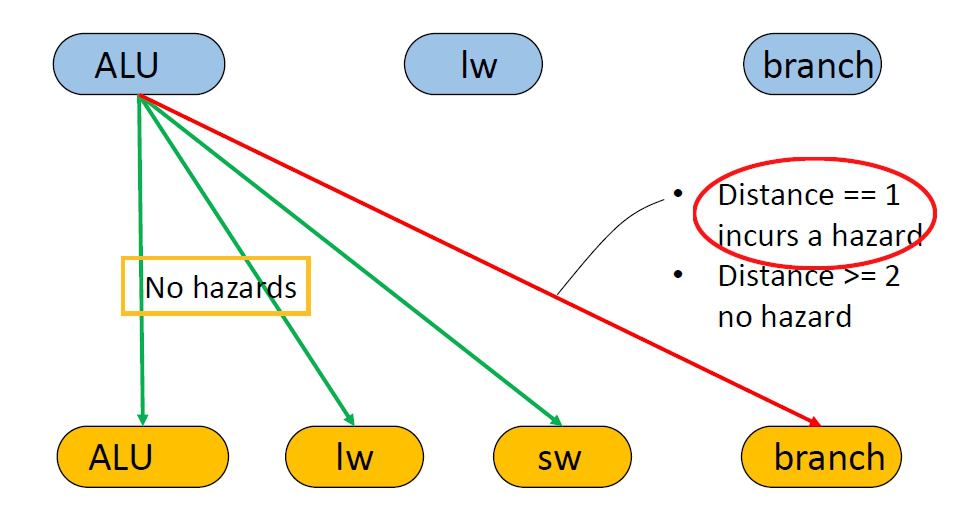 ALU
lw
branch
• Distance == 1
incurs a hazard
• Distance >= 2
no hazard
No hazards
ALU
lw
sw
branch